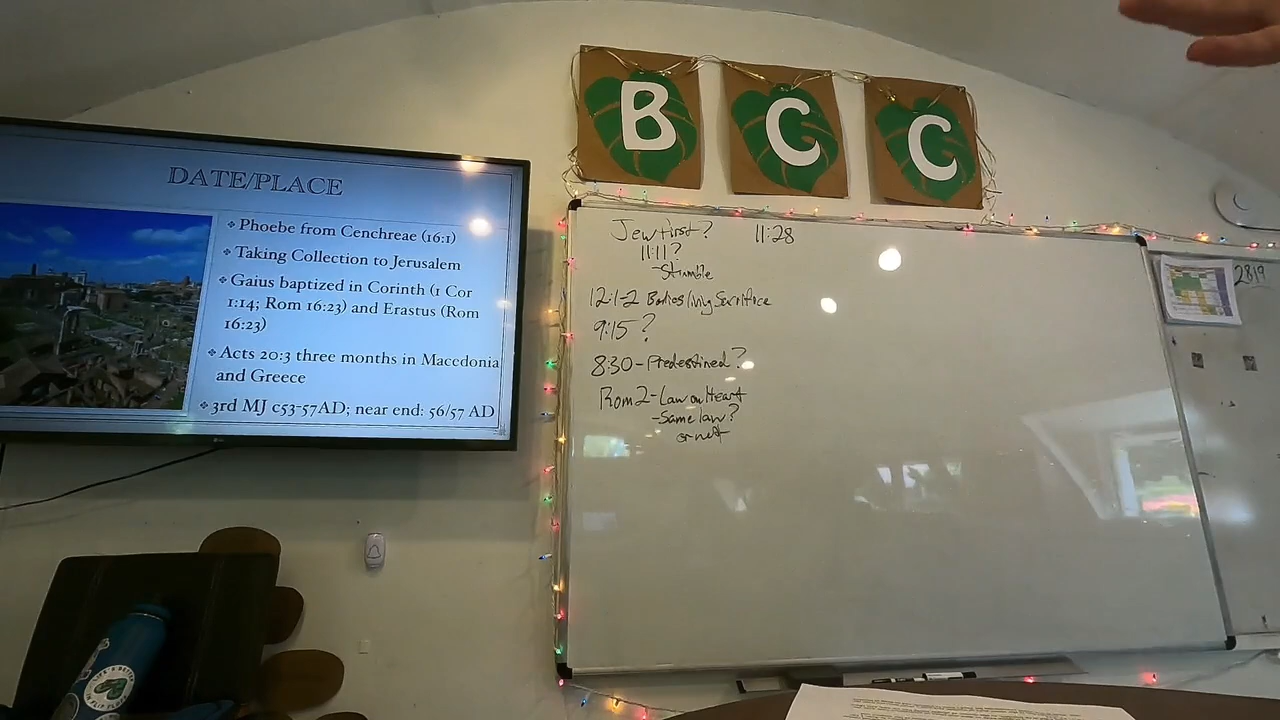 DATE/PLACE
❖ Phoebe from Cenchreae (16:1)
❖ Taking Collection to Jerusalem
❖ Gaius baptized in Corinth (1 Cor
1:14; Rom 16:23) and Erastus (Rom
16:23)
❖ Acts 20:3 three months in Macedonia
and Greece
❖ 3rd MJ c53-57AD; near end: 56/57 AD
B C C
Jew first? 11:28
11:11?
-Stumble
12:1-2 Bodies living Sacrifice
9:15?
8:30-Predestined?
Rom 2-Law on Heart
-Same law?
or not
2819